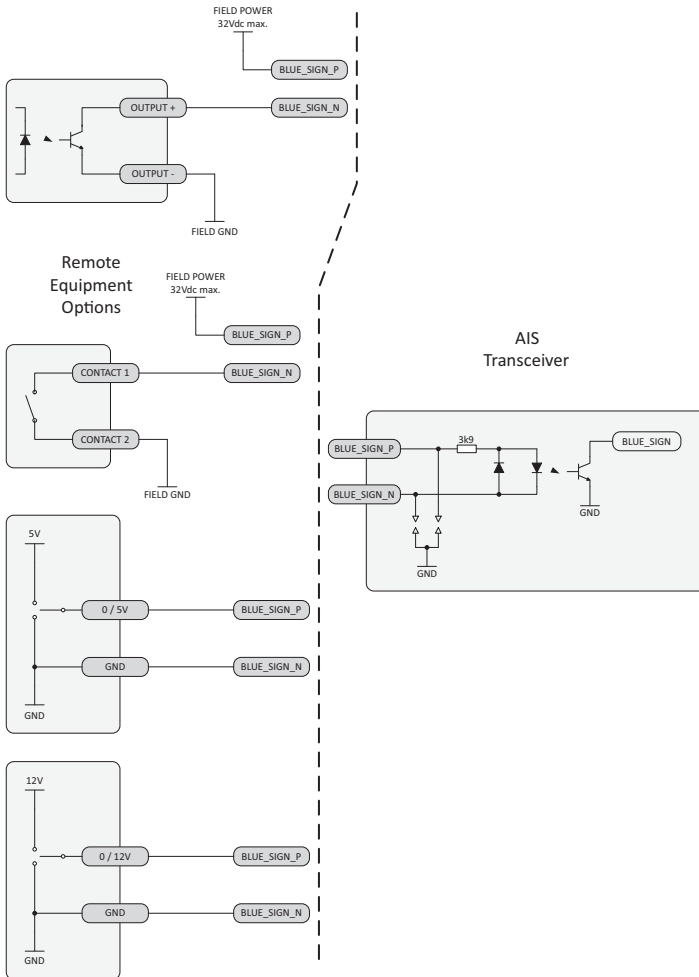 FIELD POWER
32Vdc max.
BLUE_SIGN_P
OUTPUT +
BLUE_SIGN_N
OUTPUT -
FIELD GND
Remote
Equipment
Options
FIELD POWER
32Vdc max.
BLUE_SIGN_P
CONTACT 1
BLUE_SIGN_N
CONTACT 2
FIELD GND
5V
0 / 5V
BLUE_SIGN_P
GND
BLUE_SIGN_N
GND
12V
0 / 12V
BLUE_SIGN_P
GND
BLUE_SIGN_N
GND
AIS
Transceiver
BLUE_SIGN_P
3k9
BLUE_SIGN
BLUE_SIGN_N
GND
GND